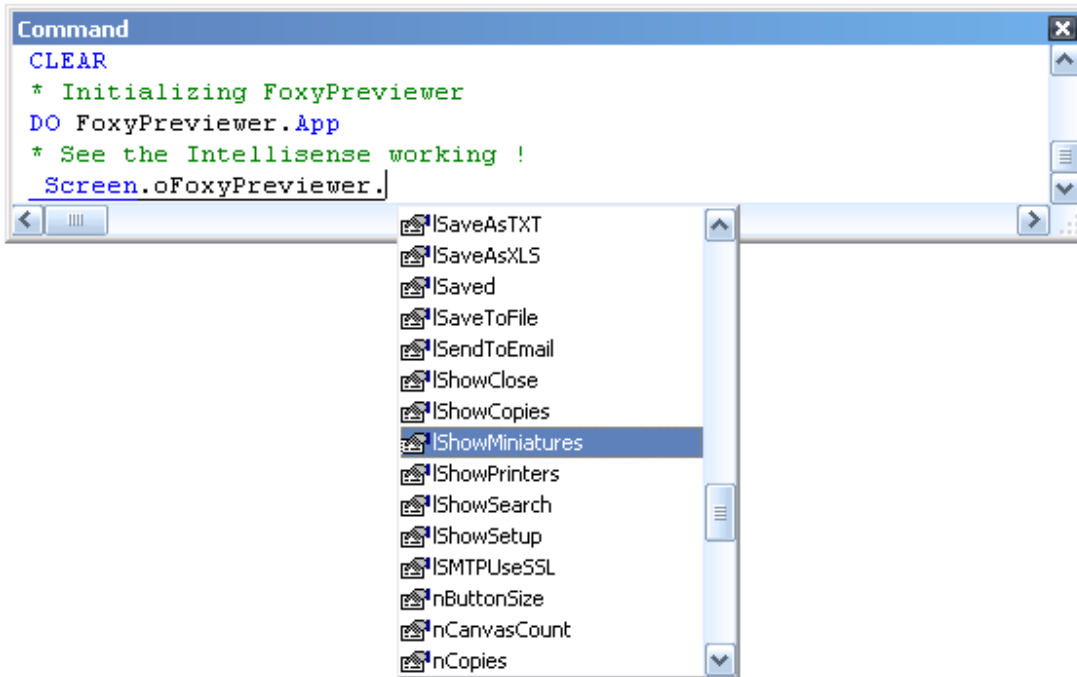 Command
CLEAR
* Initializing FoxyPreviewer
DO FoxyPreviewer.App
* See the Intellisense working !
_Screen.oFoxyPreviewer.
lSaveAsTXT
lSaveAsXLS
lSaved
lSaveToFile
lSendToEmail
lShowClose
lShowCopies
lShowMiniatures
lShowPrinters
lShowSearch
lShowSetup
lSMTPUseSSL
nButtonSize
nCanvasCount
nCopies